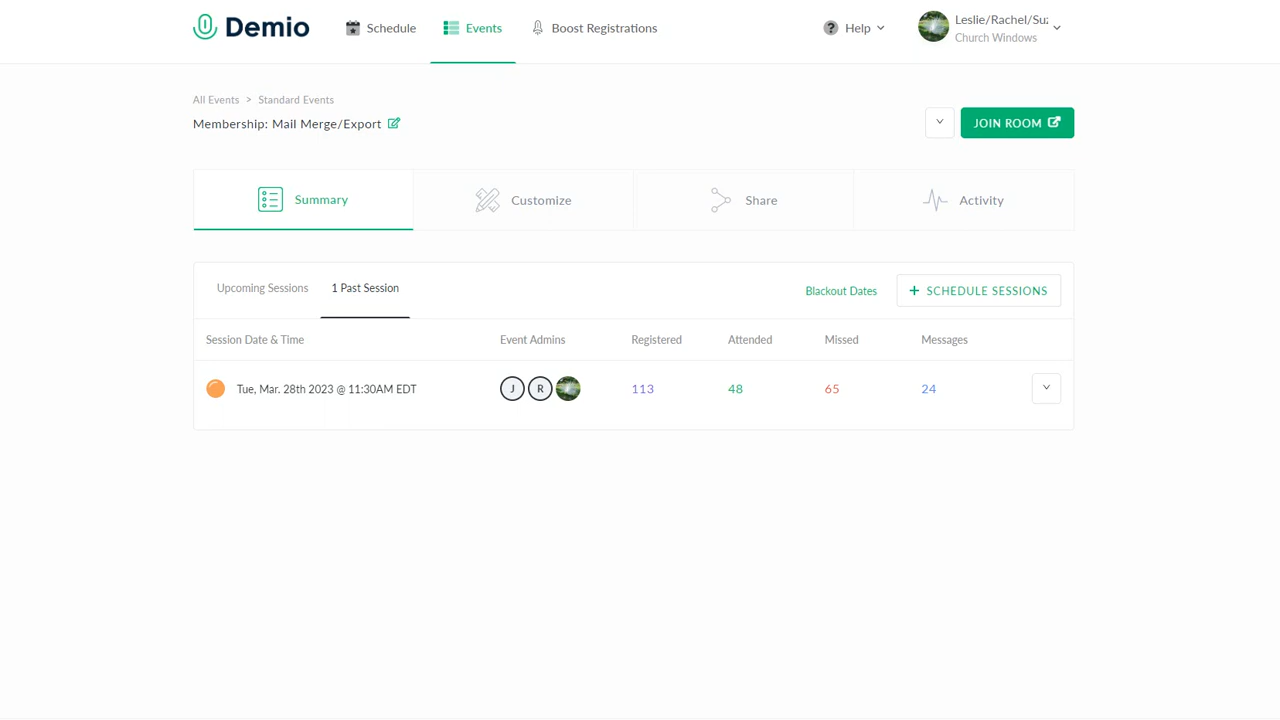 Demio
Schedule
Events
Boost Registrations
Help
Leslie/Rachel/Suz
Church Windows
All Events > Standard Events
Membership: Mail Merge/Export
JOIN ROOM
Summary
Customize
Share
Activity
Upcoming Sessions
1 Past Session
Blackout Dates
+ SCHEDULE SESSIONS
Session Date & Time
Event Admins
Registered
Attended
Missed
Messages
Tue, Mar. 28th 2023 @ 11:30AM EDT
J
R
113
48
65
24